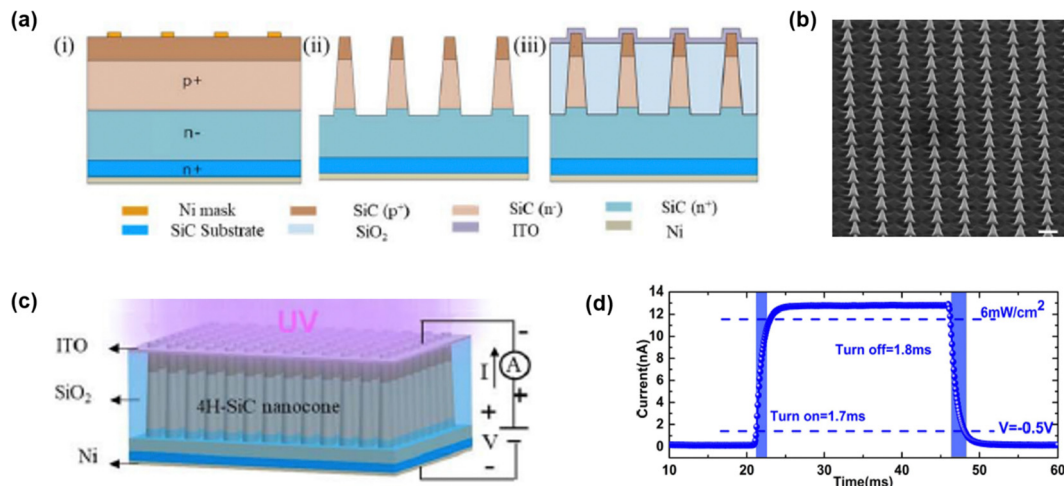 (a)
(i)
(ii)
(iii)
p+
n-
n+
Ni mask
SiC (p⁺)
SiC (n⁻)
SiC (n⁺)
SiC Substrate
SiO₂
ITO
Ni
(b)
(c)
UV
ITO
SiO₂
4H-SiC nanocone
Ni
I
A
V
-
+
+
-
(d)
Current(nA)
14
12
10
8
6
4
2
0
6mW/cm²
Turn off=1.8ms
Turn on=1.7ms
V=-0.5V
10 20 30 40 50 60
Time(ms)